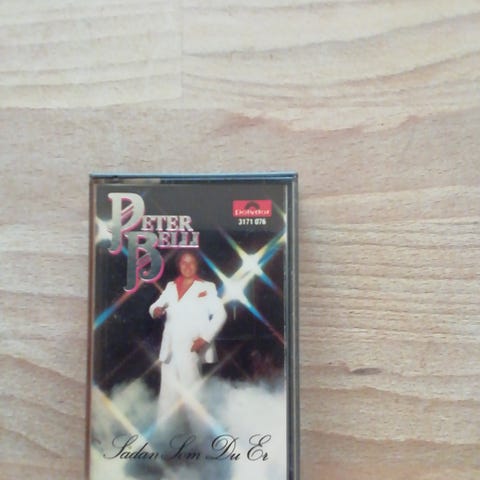 PETER
BELLI
polydor
3171 076
Sådan Som Du Er